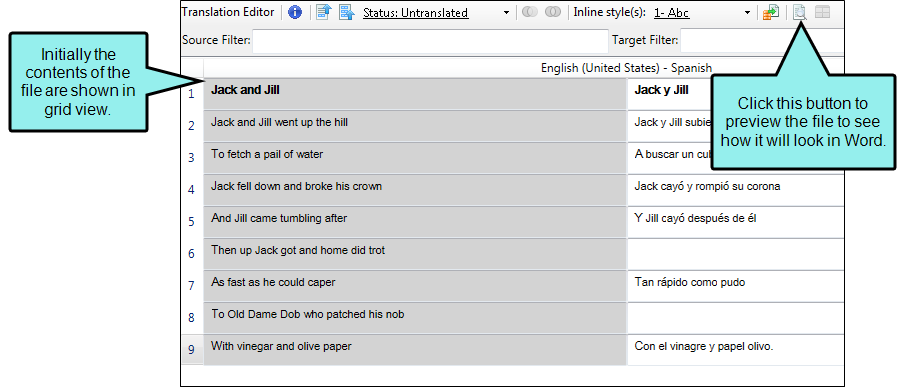 Translation Editor Status: Untranslated Inline style(s): 1- Abc
Source Filter: Target Filter:
Initially the
contents of the
file are shown in
grid view.
Click this button to
preview the file to see
how it will look in Word.
English (United States) - Spanish
1 Jack and Jill Jack y Jill
2 Jack and Jill went up the hill Jack y Jill
3 To fetch a pail of water A buscar un
4 Jack fell down and broke his crown Jack cayó y rompió su corona
5 And Jill came tumbling after Y Jill cayó después de él
6 Then up Jack got and home did trot
7 As fast as he could caper Tan rápido como pudo
8 To Old Dame Dob who patched his nob
9 With vinegar and olive paper Con el vinagre y papel olivo.